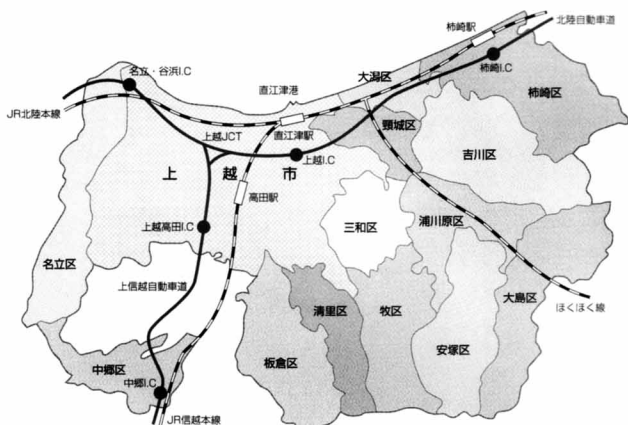 柿崎駅
北陸自動車道
名立・谷浜I.C
大潟区
柿崎I.C
柿崎区
直江津港
JR北陸本線
上越JCT
直江津駅
頸城区
上越I.C
吉川区
上越市
高田駅
上越高田I.C
三和区
浦川原区
名立区
上信越自動車道
清里区
牧区
大島区
ほくほく線
板倉区
安塚区
中郷区
中郷I.C
JR信越本線